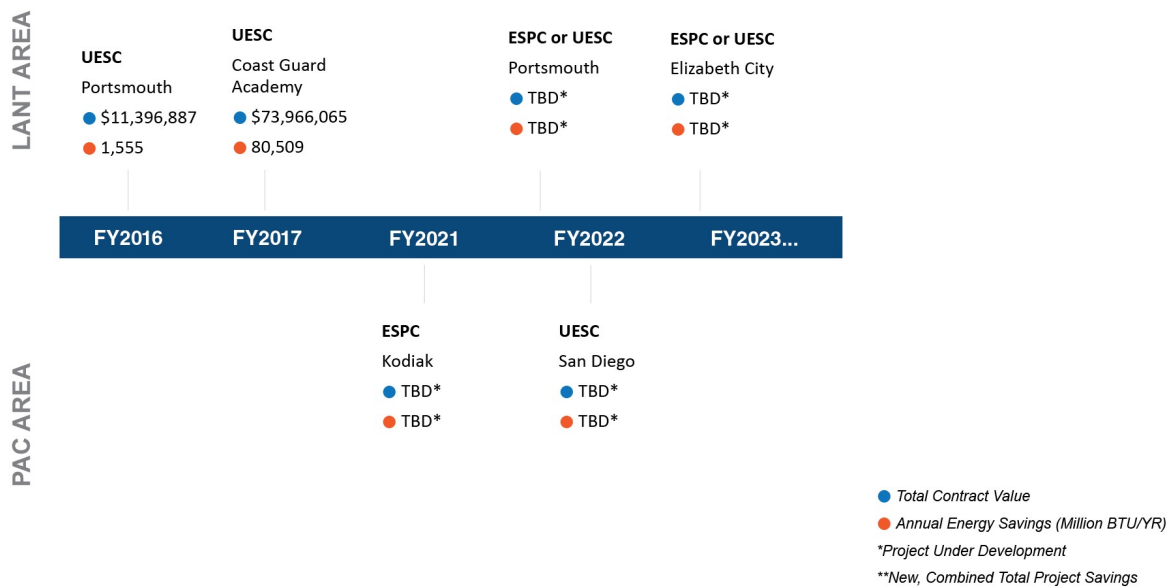 LANT AREA
UESC
Portsmouth
$11,396,887
1,555
UESC
Coast Guard
Academy
$73,966,065
80,509
ESPC or UESC
Portsmouth
TBD*
TBD*
ESPC or UESC
Elizabeth City
TBD*
TBD*
FY2016
FY2017
FY2021
FY2022
FY2023...
PAC AREA
ESPC
Kodiak
TBD*
TBD*
UESC
San Diego
TBD*
TBD*
Total Contract Value
Annual Energy Savings (Million BTU/YR)
*Project Under Development
**New, Combined Total Project Savings